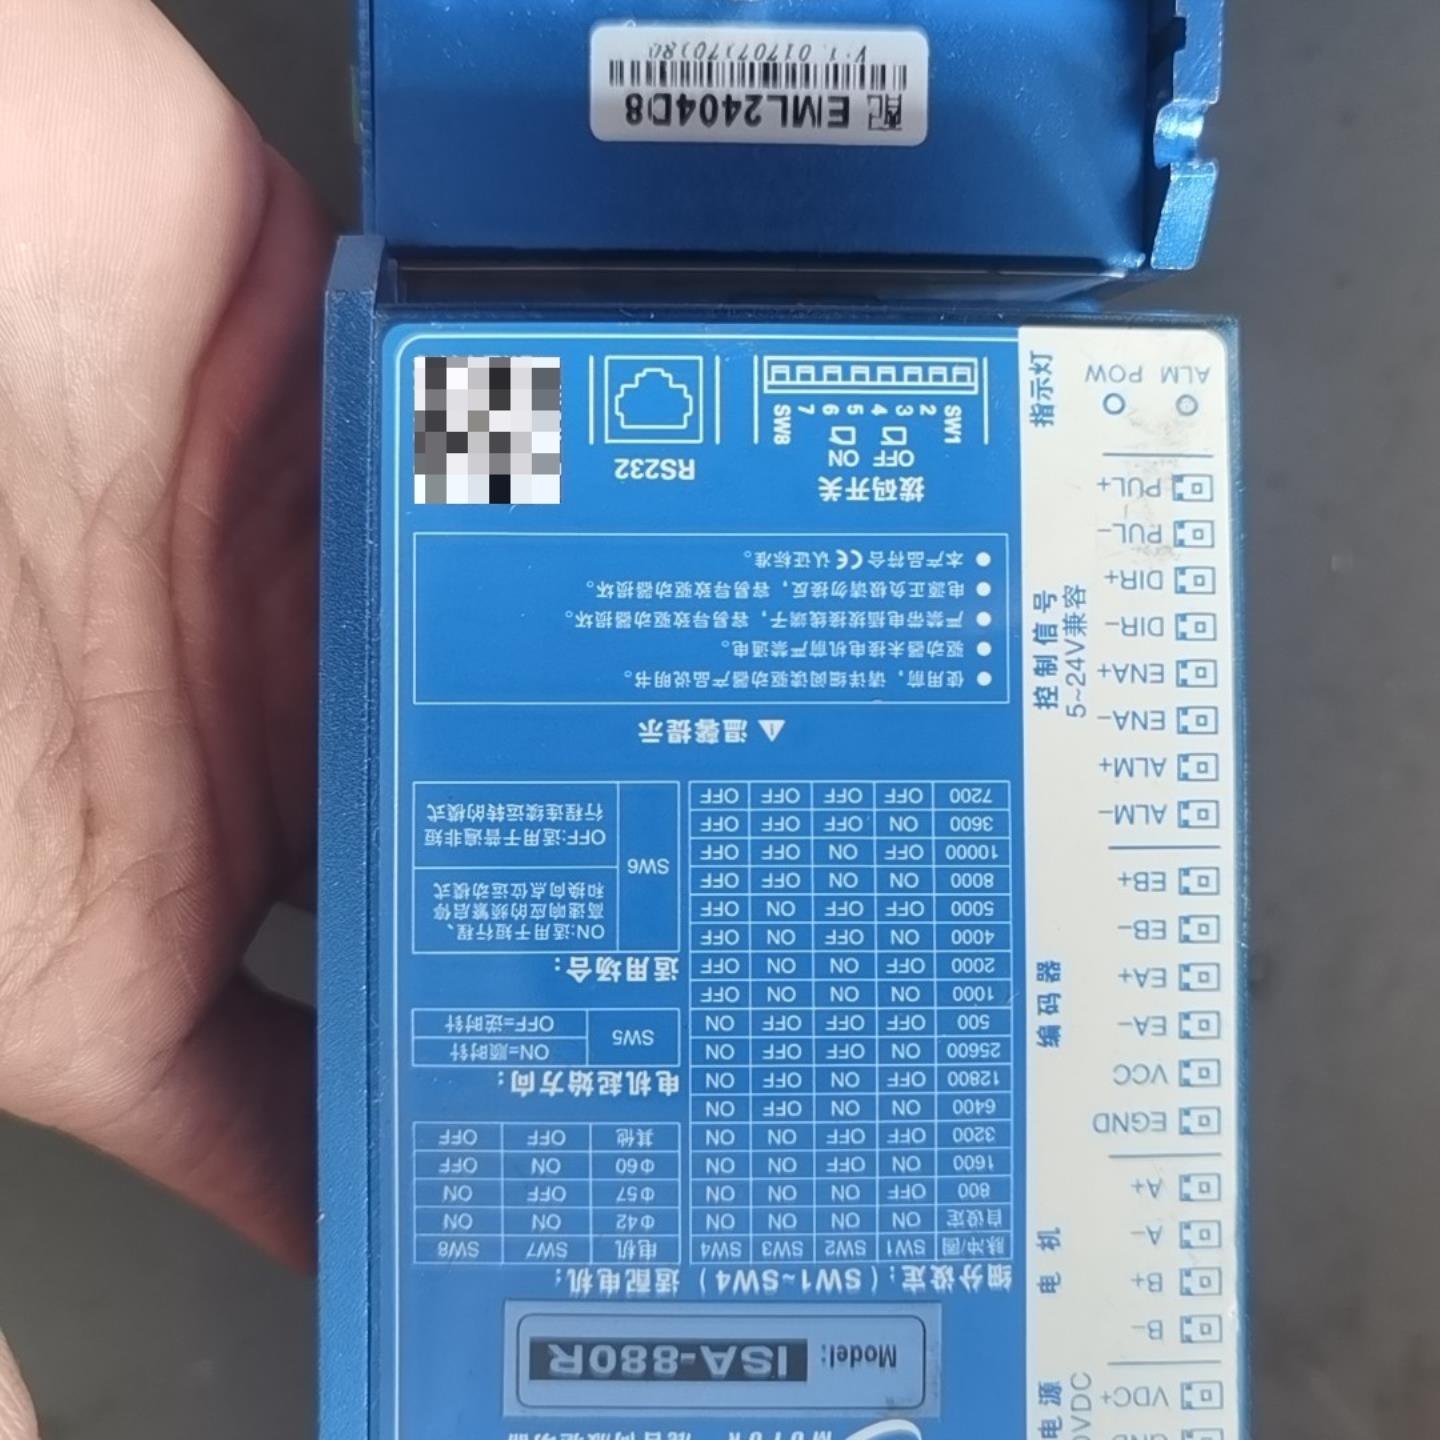 Model: ISA-880R
细分设定:(SW1~SW4)
脉冲/圈 SW1 SW2 SW3 SW4
自设定 ON ON ON ON
800 OFF ON ON ON
1600 ON OFF ON ON
3200 OFF OFF ON ON
6400 ON ON OFF ON
12800 OFF ON OFF ON
25600 ON OFF OFF ON
500 OFF OFF OFF ON
1000 ON ON ON OFF
2000 OFF ON ON OFF
4000 ON OFF ON OFF
5000 OFF OFF ON OFF
8000 ON ON OFF OFF
10000 OFF ON OFF OFF
3600 ON OFF OFF OFF
7200 OFF OFF OFF OFF
适配电机:
电机 SW7 SW8
Φ42 ON ON
Φ57 OFF ON
Φ60 ON OFF
其他 OFF OFF
电机起始方向:
SW5
ON=顺时针
OFF=逆时针
适用场合:
SW6
ON:适用于短行程、
高速响应的频繁启停
和换向点位运动模式
OFF:适用于普遍非短
行程连续运转的模式
温馨提示
● 使用前，请详细阅读驱动器产品说明书。
● 驱动器未接电机前严禁通电。
● 严禁带电插拔接线端子，容易导致驱动器损坏。
● 电源正负极请勿接反，容易导致驱动器损坏。
● 本产品符合CE认证标准。
拨码开关
OFF ON
SW1 2 3 4 5 6 7 SW8
RS232
电源
VDC+
电机
B-
B+
A-
A+
编码器
EGND
VCC
EA-
EA+
EB-
EB+
控制信号
5~24V兼容
ALM-
ALM+
ENA-
ENA+
DIR-
DIR+
PUL-
PUL+
指示灯
ALM POW
配 EML2404D8